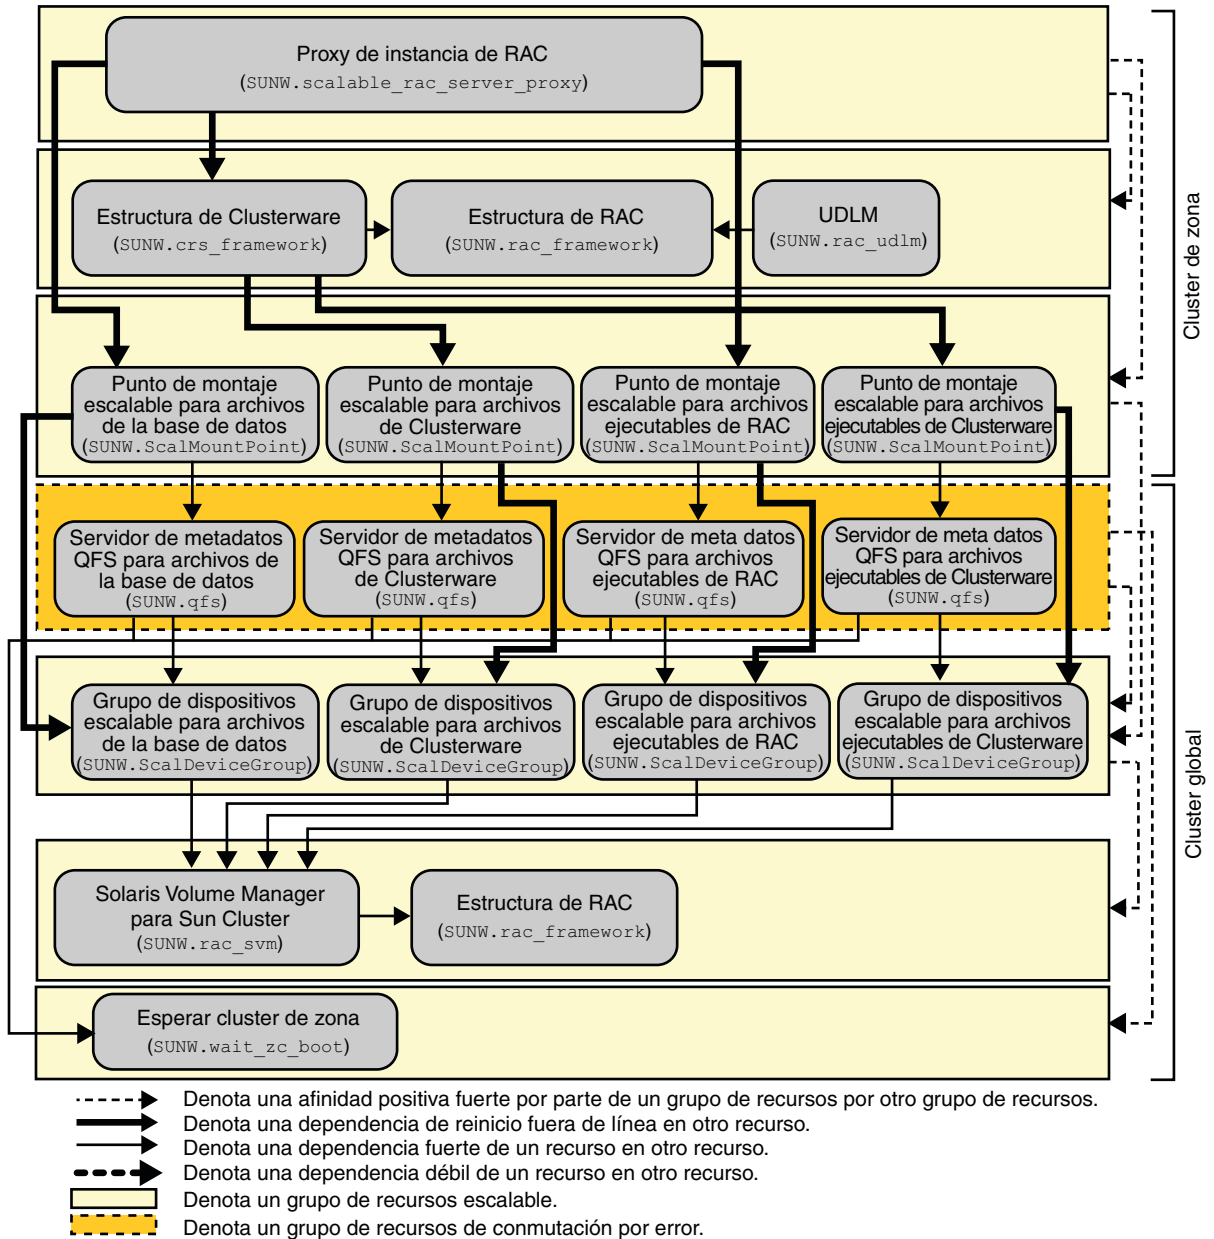 Proxy de instancia de RAC
(SUNW.scalable_rac_server_proxy)
Estructura de Clusterware
(SUNW.crs_framework)
Estructura de RAC
(SUNW.rac_framework)
UDLM
(SUNW.rac_udlm)
Cluster de zona
Punto de montaje
escalable para archivos
de la base de datos
(SUNW.ScalMountPoint)
Punto de montaje
escalable para archivos
de Clusterware
(SUNW.ScalMountPoint)
Punto de montaje
escalable para archivos
ejecutables de RAC
(SUNW.ScalMountPoint)
Punto de montaje
escalable para archivos
ejecutables de Clusterware
(SUNW.ScalMountPoint)
Servidor de metadatos
QFS para archivos de
la base de datos
(SUNW.qfs)
Servidor de metadatos
QFS para archivos
de Clusterware
(SUNW.qfs)
Servidor de meta datos
QFS para archivos
ejecutables de RAC
(SUNW.qfs)
Servidor de meta datos
QFS para archivos
ejecutables de Clusterware
(SUNW.qfs)
Grupo de dispositivos
escalable para archivos
de la base de datos
(SUNW.ScalDeviceGroup)
Grupo de dispositivos
escalable para archivos
de Clusterware
(SUNW.ScalDeviceGroup)
Grupo de dispositivos
escalable para archivos
ejecutables de RAC
(SUNW.ScalDeviceGroup)
Grupo de dispositivos
escalable para archivos
ejecutables de Clusterware
(SUNW.ScalDeviceGroup)
Cluster global
Solaris Volume Manager
para Sun Cluster
(SUNW.rac_svm)
Estructura de RAC
(SUNW.rac_framework)
Esperar cluster de zona
(SUNW.wait_zc_boot)
Denota una afinidad positiva fuerte por parte de un grupo de recursos por otro grupo de recursos.
Denota una dependencia de reinicio fuera de línea en otro recurso.
Denota una dependencia fuerte de un recurso en otro recurso.
Denota una dependencia débil de un recurso en otro recurso.
Denota un grupo de recursos escalable.
Denota un grupo de recursos de conmutación por error.